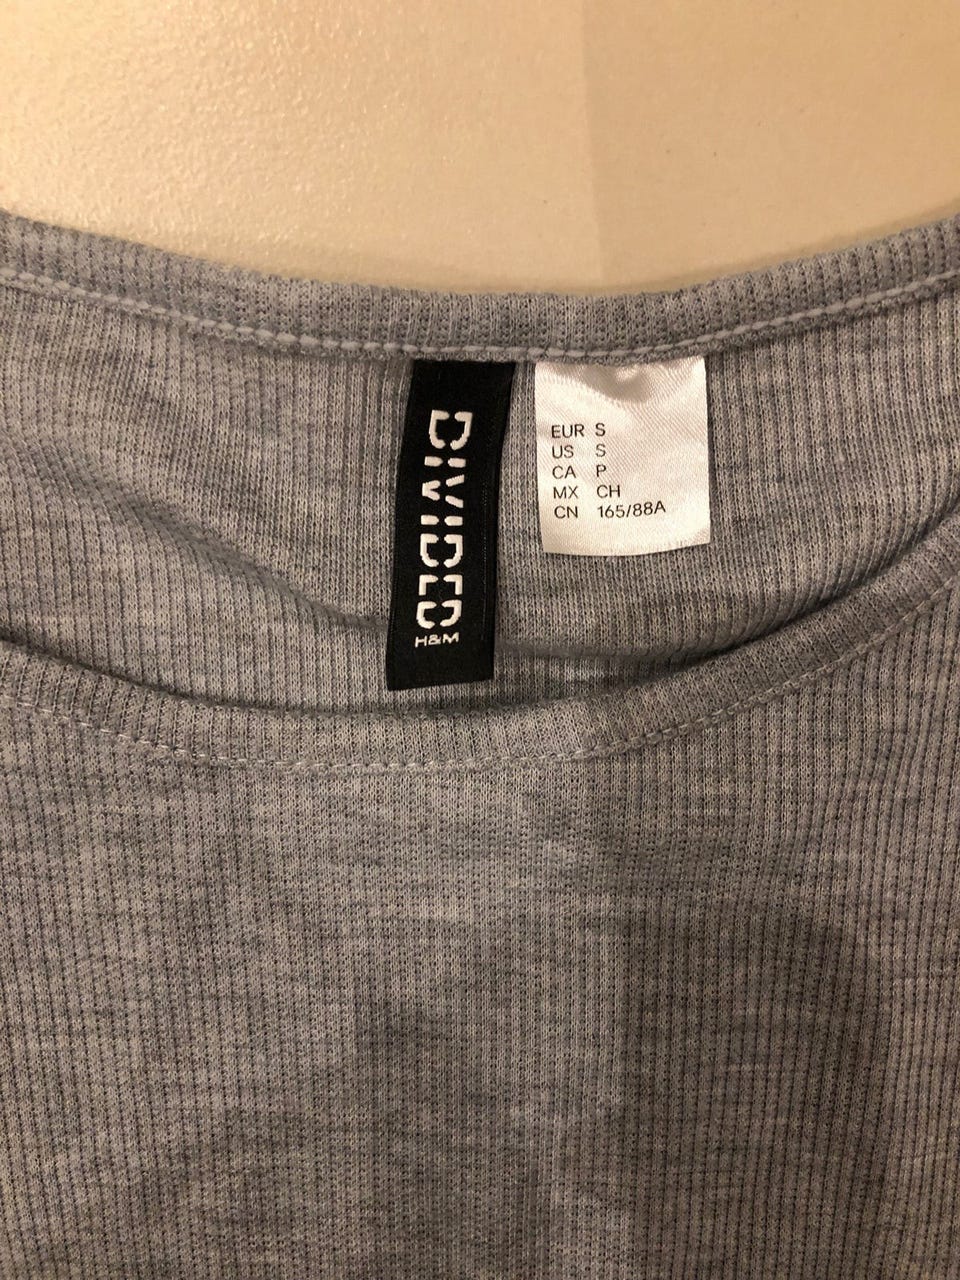 DIVIDED
H&M
EUR S
US S
CA P
MX CH
CN 165/88A